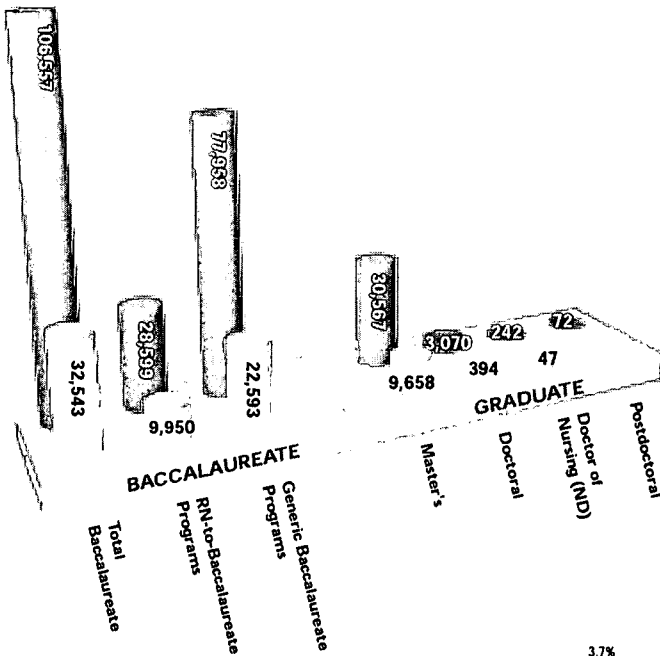 106,557
77,958
28,599
30,567
3,070
242
72
32,543
9,950
22,593
9,658
394
47
BACCALAUREATE
GRADUATE
Total
Baccalaureate
RN-to-Baccalaureate
Programs
Generic Baccalaureate
Programs
Master's
Doctoral
Doctor of
Nursing (ND)
Postdoctoral
3.7%